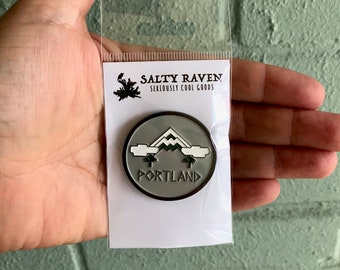 SALTY RAVEN
SERIOUSLY COOL GOODS
PORTLAND